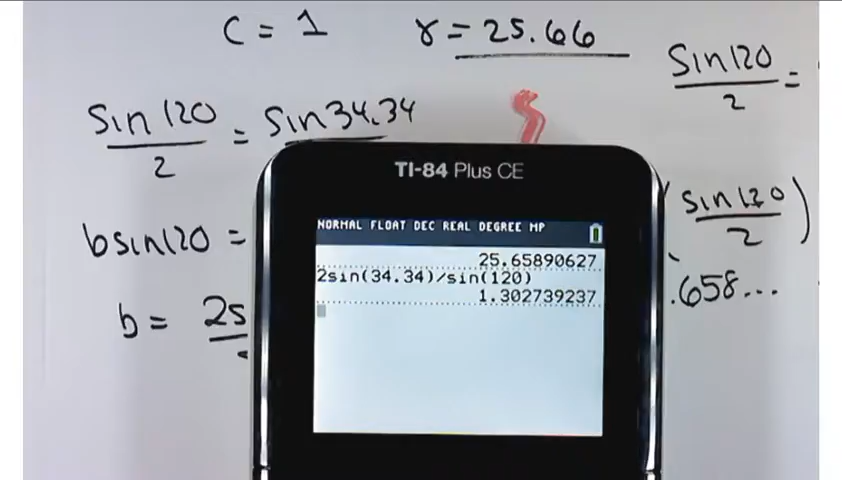 c = 1 γ = 25.66
sin120/2 =
sin120/2 = sin34.34
TI-84 Plus CE
NORMAL FLOAT DEC REAL DEGREE MP
25.65890627
2sin(34.34)/sin(120)
1.302739237
bsin120 =
(sin120/2)
b = 2s
.658...